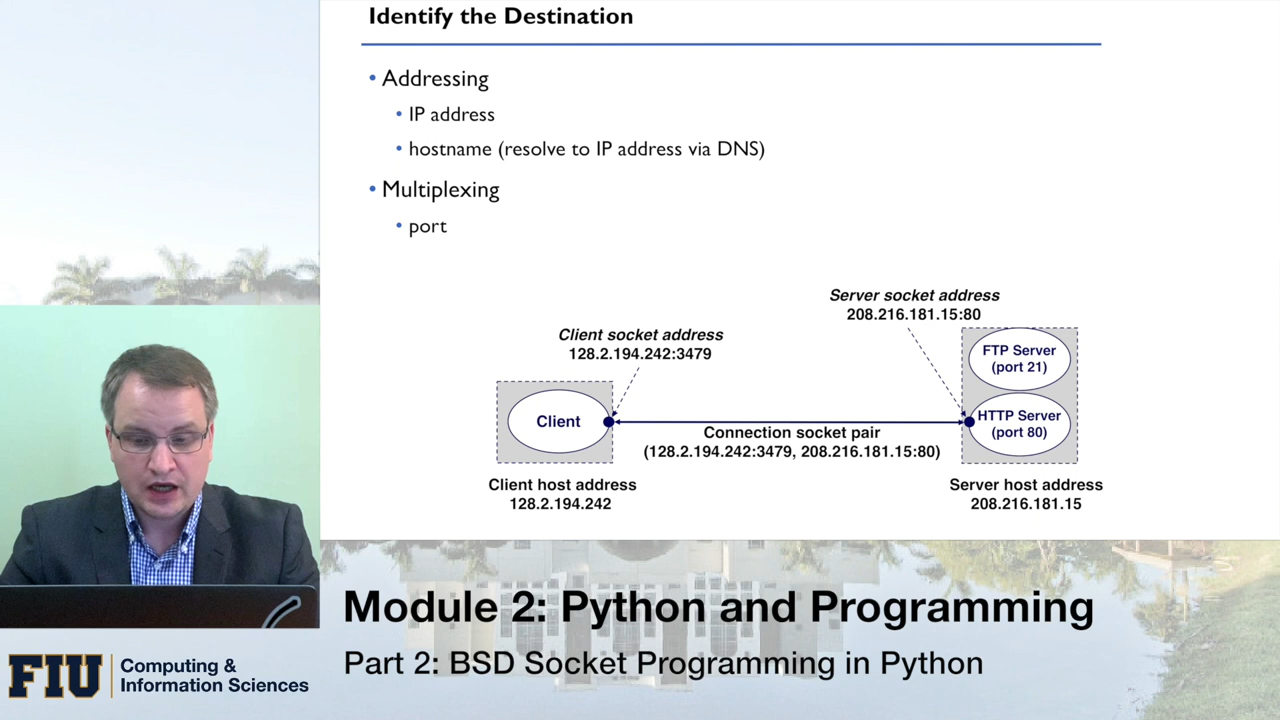 Identify the Destination
• Addressing
• IP address
• hostname (resolve to IP address via DNS)
• Multiplexing
• port
Server socket address
208.216.181.15:80
Client socket address
128.2.194.242:3479
FTP Server
(port 21)
Client
HTTP Server
(port 80)
Connection socket pair
(128.2.194.242:3479, 208.216.181.15:80)
Client host address
128.2.194.242
Server host address
208.216.181.15
Module 2: Python and Programming
Part 2: BSD Socket Programming in Python
FIU
Computing &
Information Sciences